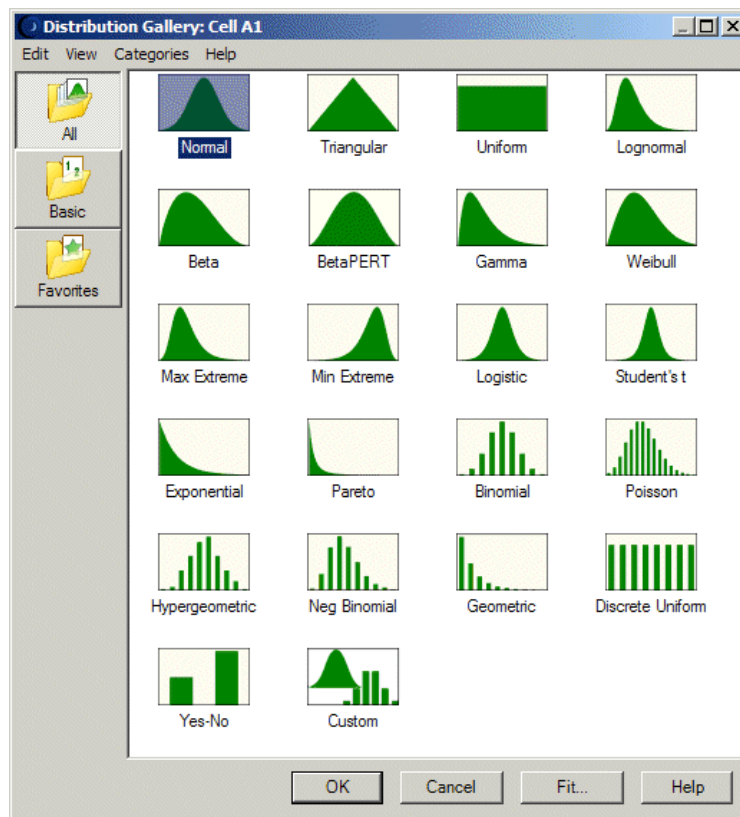 Distribution Gallery: Cell A1
Edit View Categories Help
All
Basic
Favorites
Normal Triangular Uniform Lognormal
Beta BetaPERT Gamma Weibull
Max Extreme Min Extreme Logistic Student's t
Exponential Pareto Binomial Poisson
Hypergeometric Neg Binomial Geometric Discrete Uniform
Yes-No Custom
OK Cancel Fit... Help